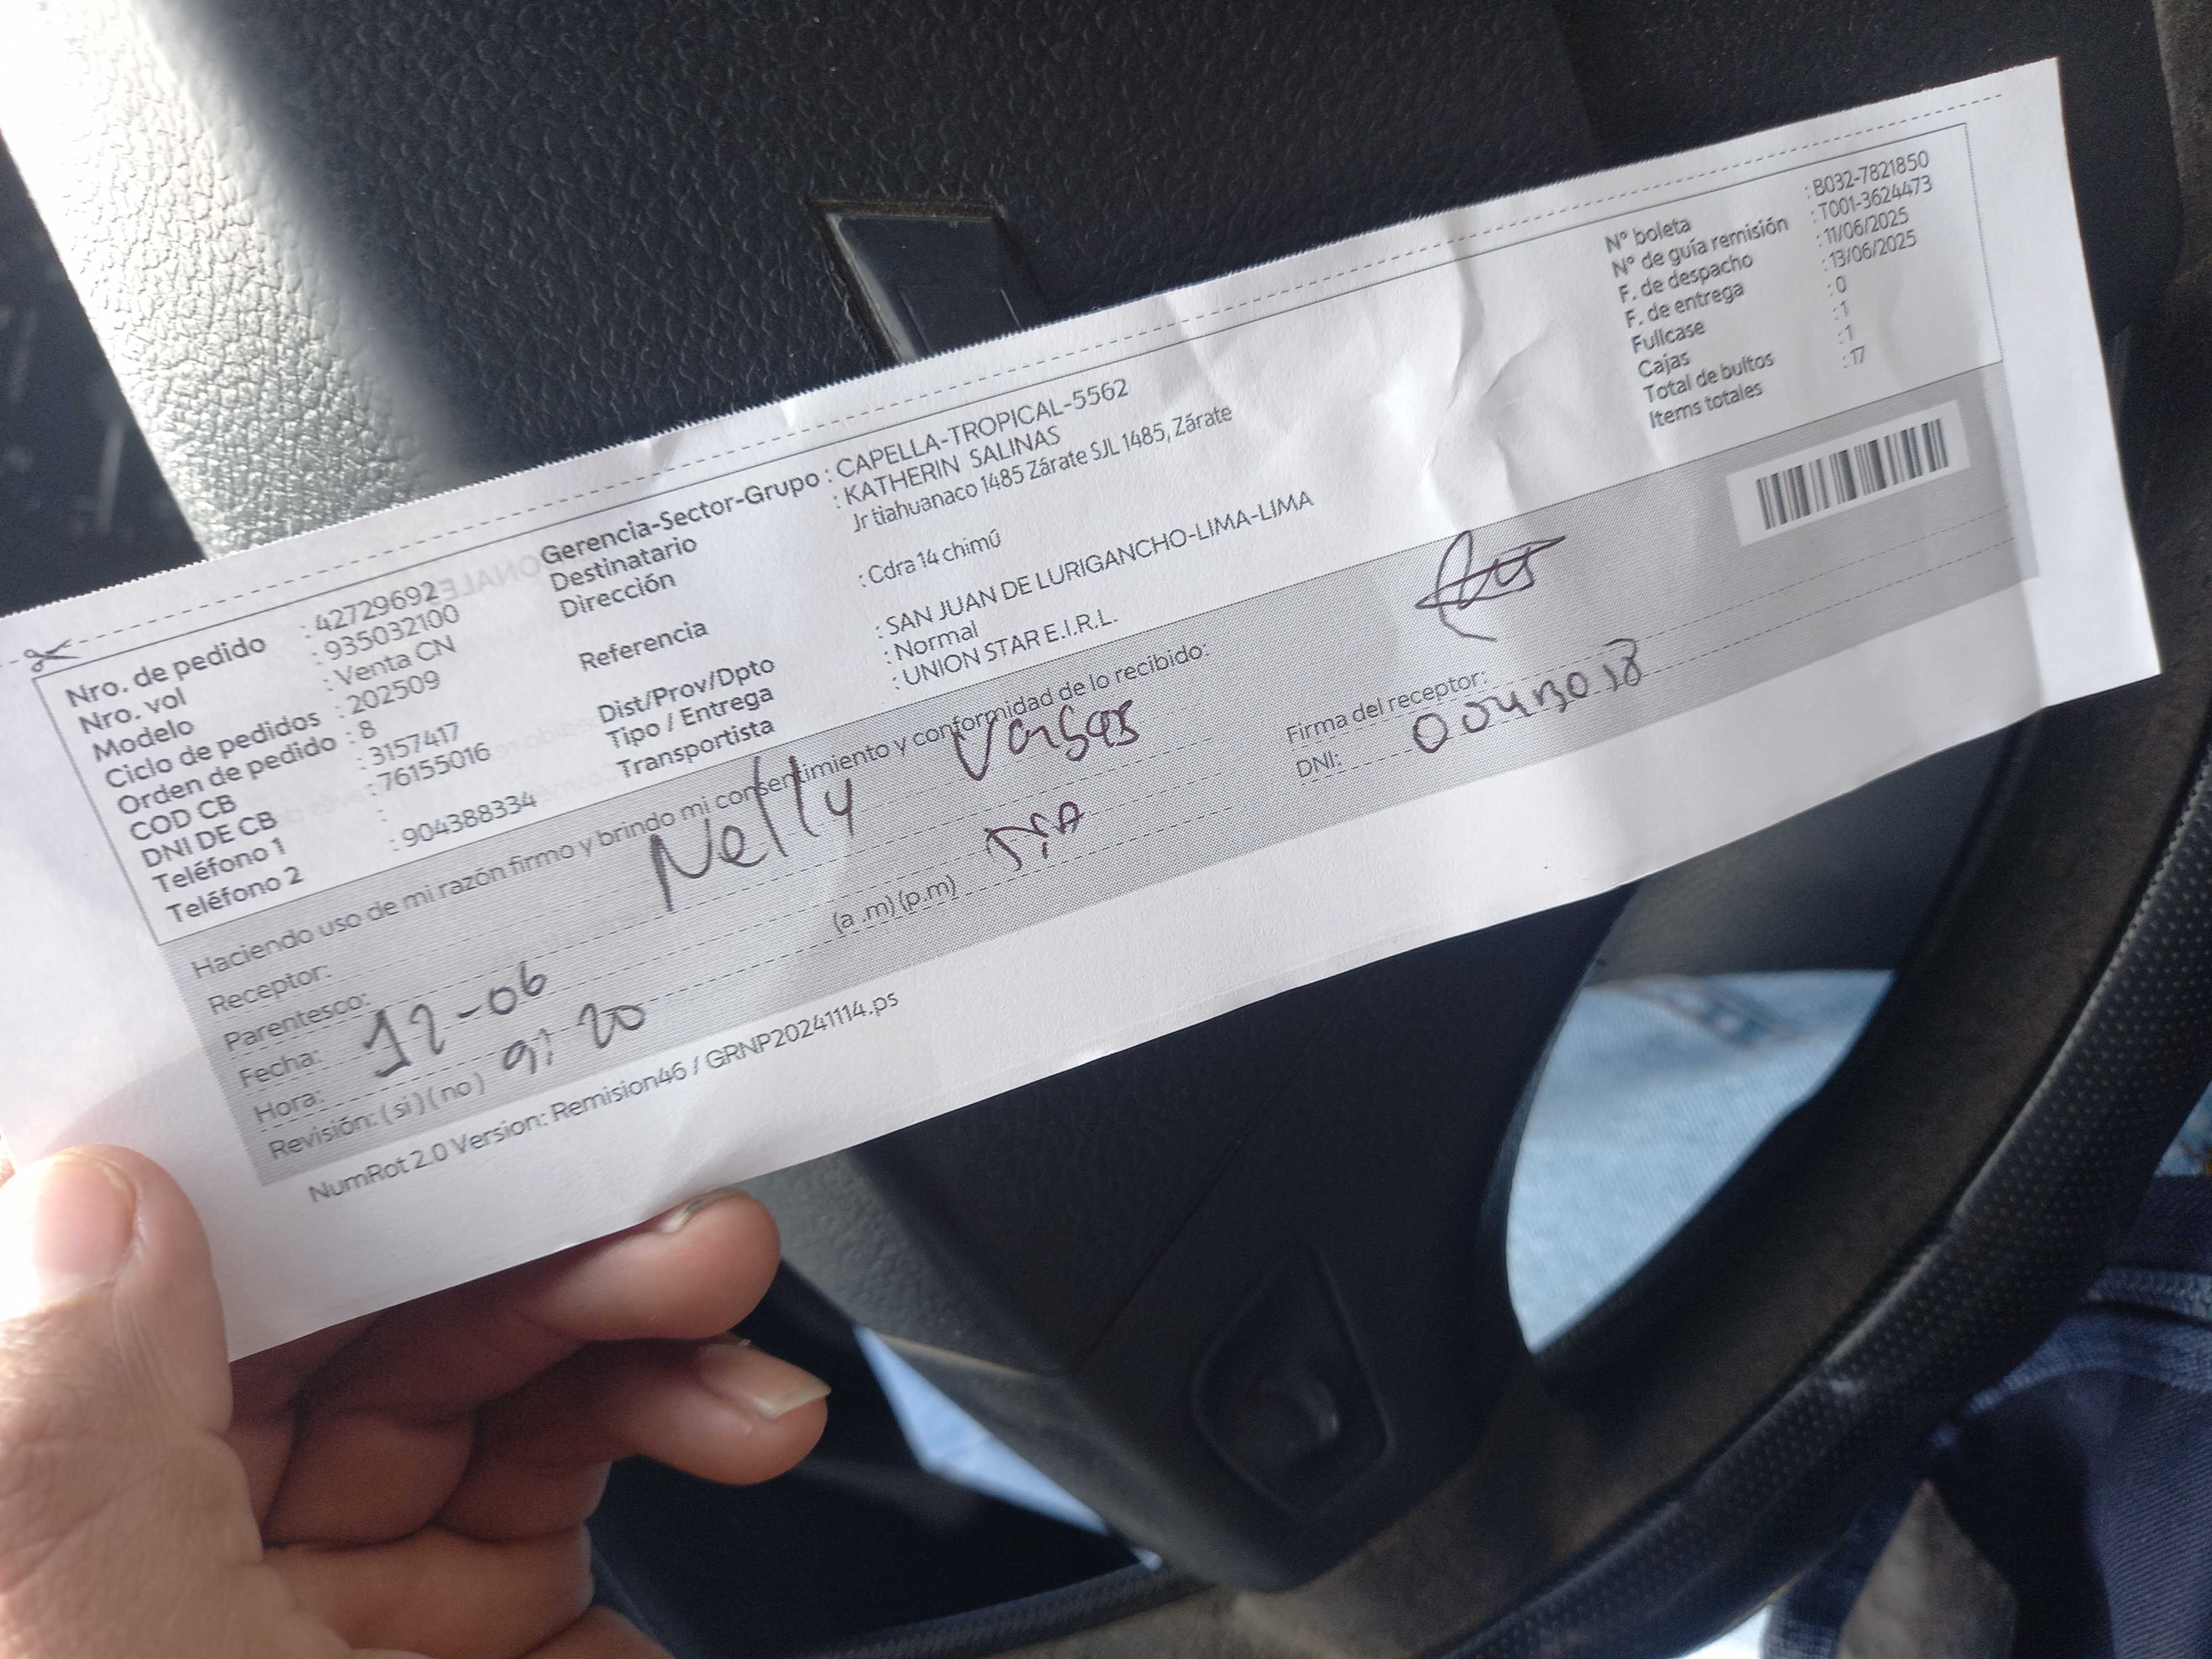 Nro. de pedido : 42729692
Nro. vol : 935032100
Modelo : Venta CN
Ciclo de pedidos : 202509
Orden de pedido : 8
COD CB : 3157417
DNI DE CB : 76155016
Teléfono 1 :
Teléfono 2 : 904388334
Gerencia-Sector-Grupo : CAPELLA-TROPICAL-5562
Destinatario : KATHERIN SALINAS
Dirección Jr tiahuanaco 1485 Zárate SJL 1485, Zárate
Referencia : Cdra 14 chimú
Dist/Prov/Dpto : SAN JUAN DE LURIGANCHO-LIMA-LIMA
Tipo / Entrega : Normal
Transportista : UNION STAR E.I.R.L.
N° boleta : B032-7821850
N° de guía remisión : T001-3624473
F. de despacho : 11/06/2025
F. de entrega : 13/06/2025
Fullcase : 0
Cajas : 1
Total de bultos : 1
Items totales : 17
Haciendo uso de mi razón firmo y brindo mi consentimiento y conformidad de lo recibido:
Receptor: Nelly Vargas
Parentesco: TíA
Fecha: 12-06
Hora: 9:20 (a .m) (p.m)
Revisión: ( si ) ( no )
Firma del receptor:
DNI:
NumRot 2.0 Version: Remision46 / GRNP20241114.ps